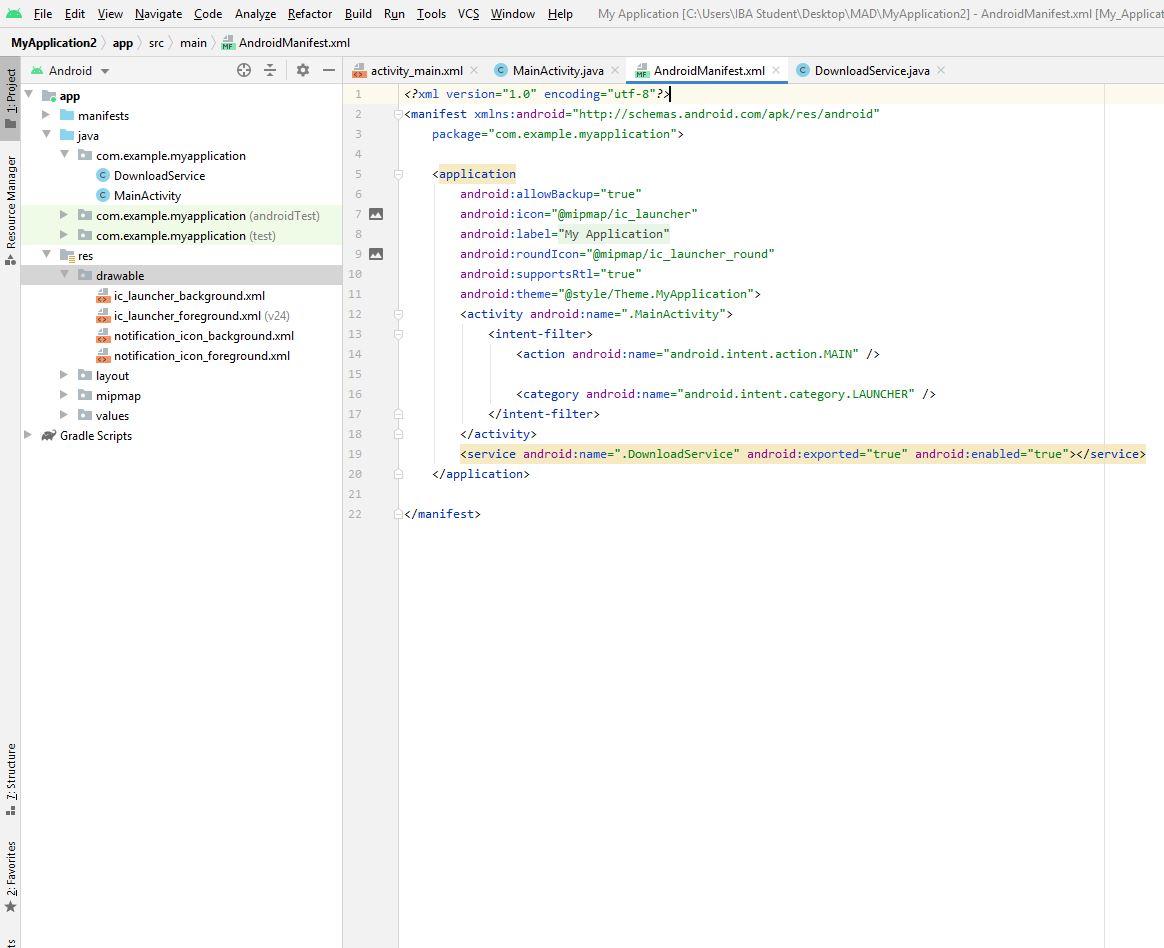 File Edit View Navigate Code Analyze Refactor Build Run Tools VCS Window Help My Application [C:\Users\IBA Student\Desktop\MAD\MyApplication2] - AndroidManifest.xml [My_Applicat
MyApplication2 app src main AndroidManifest.xml
Android
activity_main.xml MainActivity.java AndroidManifest.xml DownloadService.java
1: Project
Resource Manager
7: Structure
2: Favorites
ts
app
manifests
java
com.example.myapplication
DownloadService
MainActivity
com.example.myapplication (androidTest)
com.example.myapplication (test)
res
drawable
ic_launcher_background.xml
ic_launcher_foreground.xml (v24)
notification_icon_background.xml
notification_icon_foreground.xml
layout
mipmap
values
Gradle Scripts
1 <?xml version="1.0" encoding="utf-8"?>
2 <manifest xmlns:android="http://schemas.android.com/apk/res/android"
3 package="com.example.myapplication">
4
5 <application
6 android:allowBackup="true"
7 android:icon="@mipmap/ic_launcher"
8 android:label="My Application"
9 android:roundIcon="@mipmap/ic_launcher_round"
10 android:supportsRtl="true"
11 android:theme="@style/Theme.MyApplication">
12 <activity android:name=".MainActivity">
13 <intent-filter>
14 <action android:name="android.intent.action.MAIN" />
15
16 <category android:name="android.intent.category.LAUNCHER" />
17 </intent-filter>
18 </activity>
19 <service android:name=".DownloadService" android:exported="true" android:enabled="true"></service>
20 </application>
21
22 </manifest>